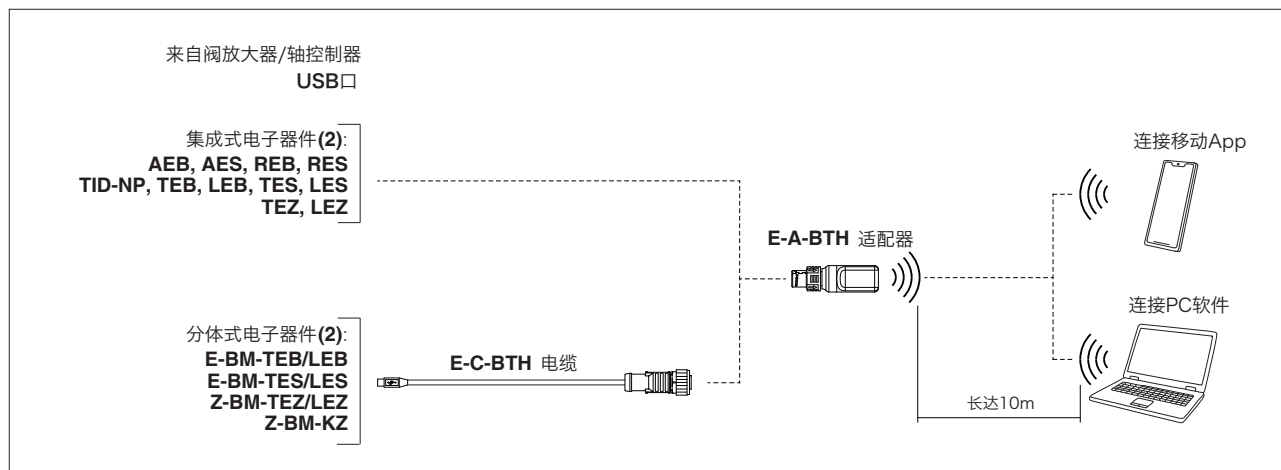 来自阀放大器/轴控制器
USB口
集成式电子器件(2):
AEB, AES, REB, RES
TID-NP, TEB, LEB, TES, LES
TEZ, LEZ
E-A-BTH 适配器
连接移动App
连接PC软件
长达10m
分体式电子器件(2):
E-BM-TEB/LEB
E-BM-TES/LES
Z-BM-TEZ/LEZ
Z-BM-KZ
E-C-BTH 电缆